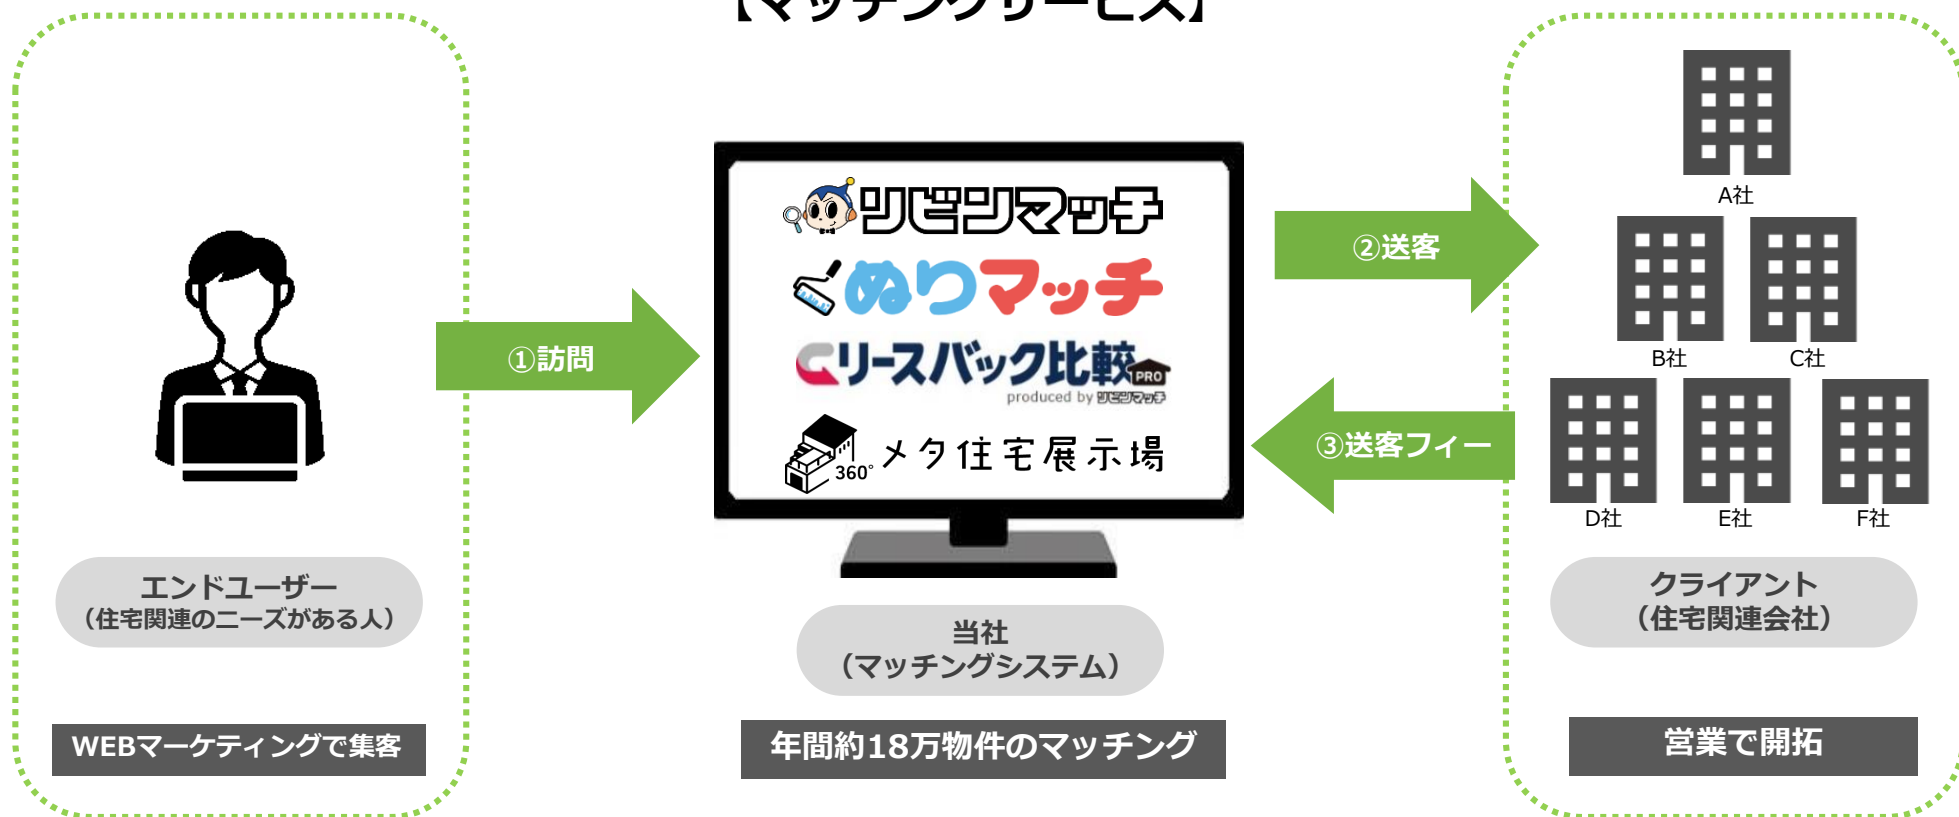 【マッチングサービス】
エンドユーザー
（住宅関連のニーズがある人）
WEBマーケティングで集客
①訪問
リビンマッチ
ぬりマッチ
リースバック比較 PRO
produced by リビンマッチ
360° メタ住宅展示場
当社
（マッチングシステム）
年間約18万物件のマッチング
②送客
③送客フィー
A社
B社
C社
D社
E社
F社
クライアント
（住宅関連会社）
営業で開拓